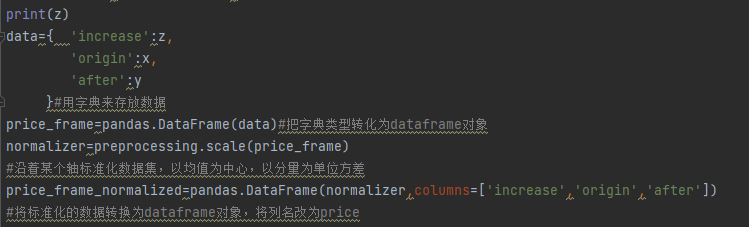 print(z)
data={  'increase':z,
'origin':x,
'after':y
}#用字典来存放数据
price_frame=pandas.DataFrame(data)#把字典类型转化为dataframe对象
normalizer=preprocessing.scale(price_frame)
#沿着某个轴标准化数据集，以均值为中心，以分量为单位方差
price_frame_normalized=pandas.DataFrame(normalizer,columns=['increase','origin','after'])
#将标准化的数据转换为dataframe对象，将列名改为price